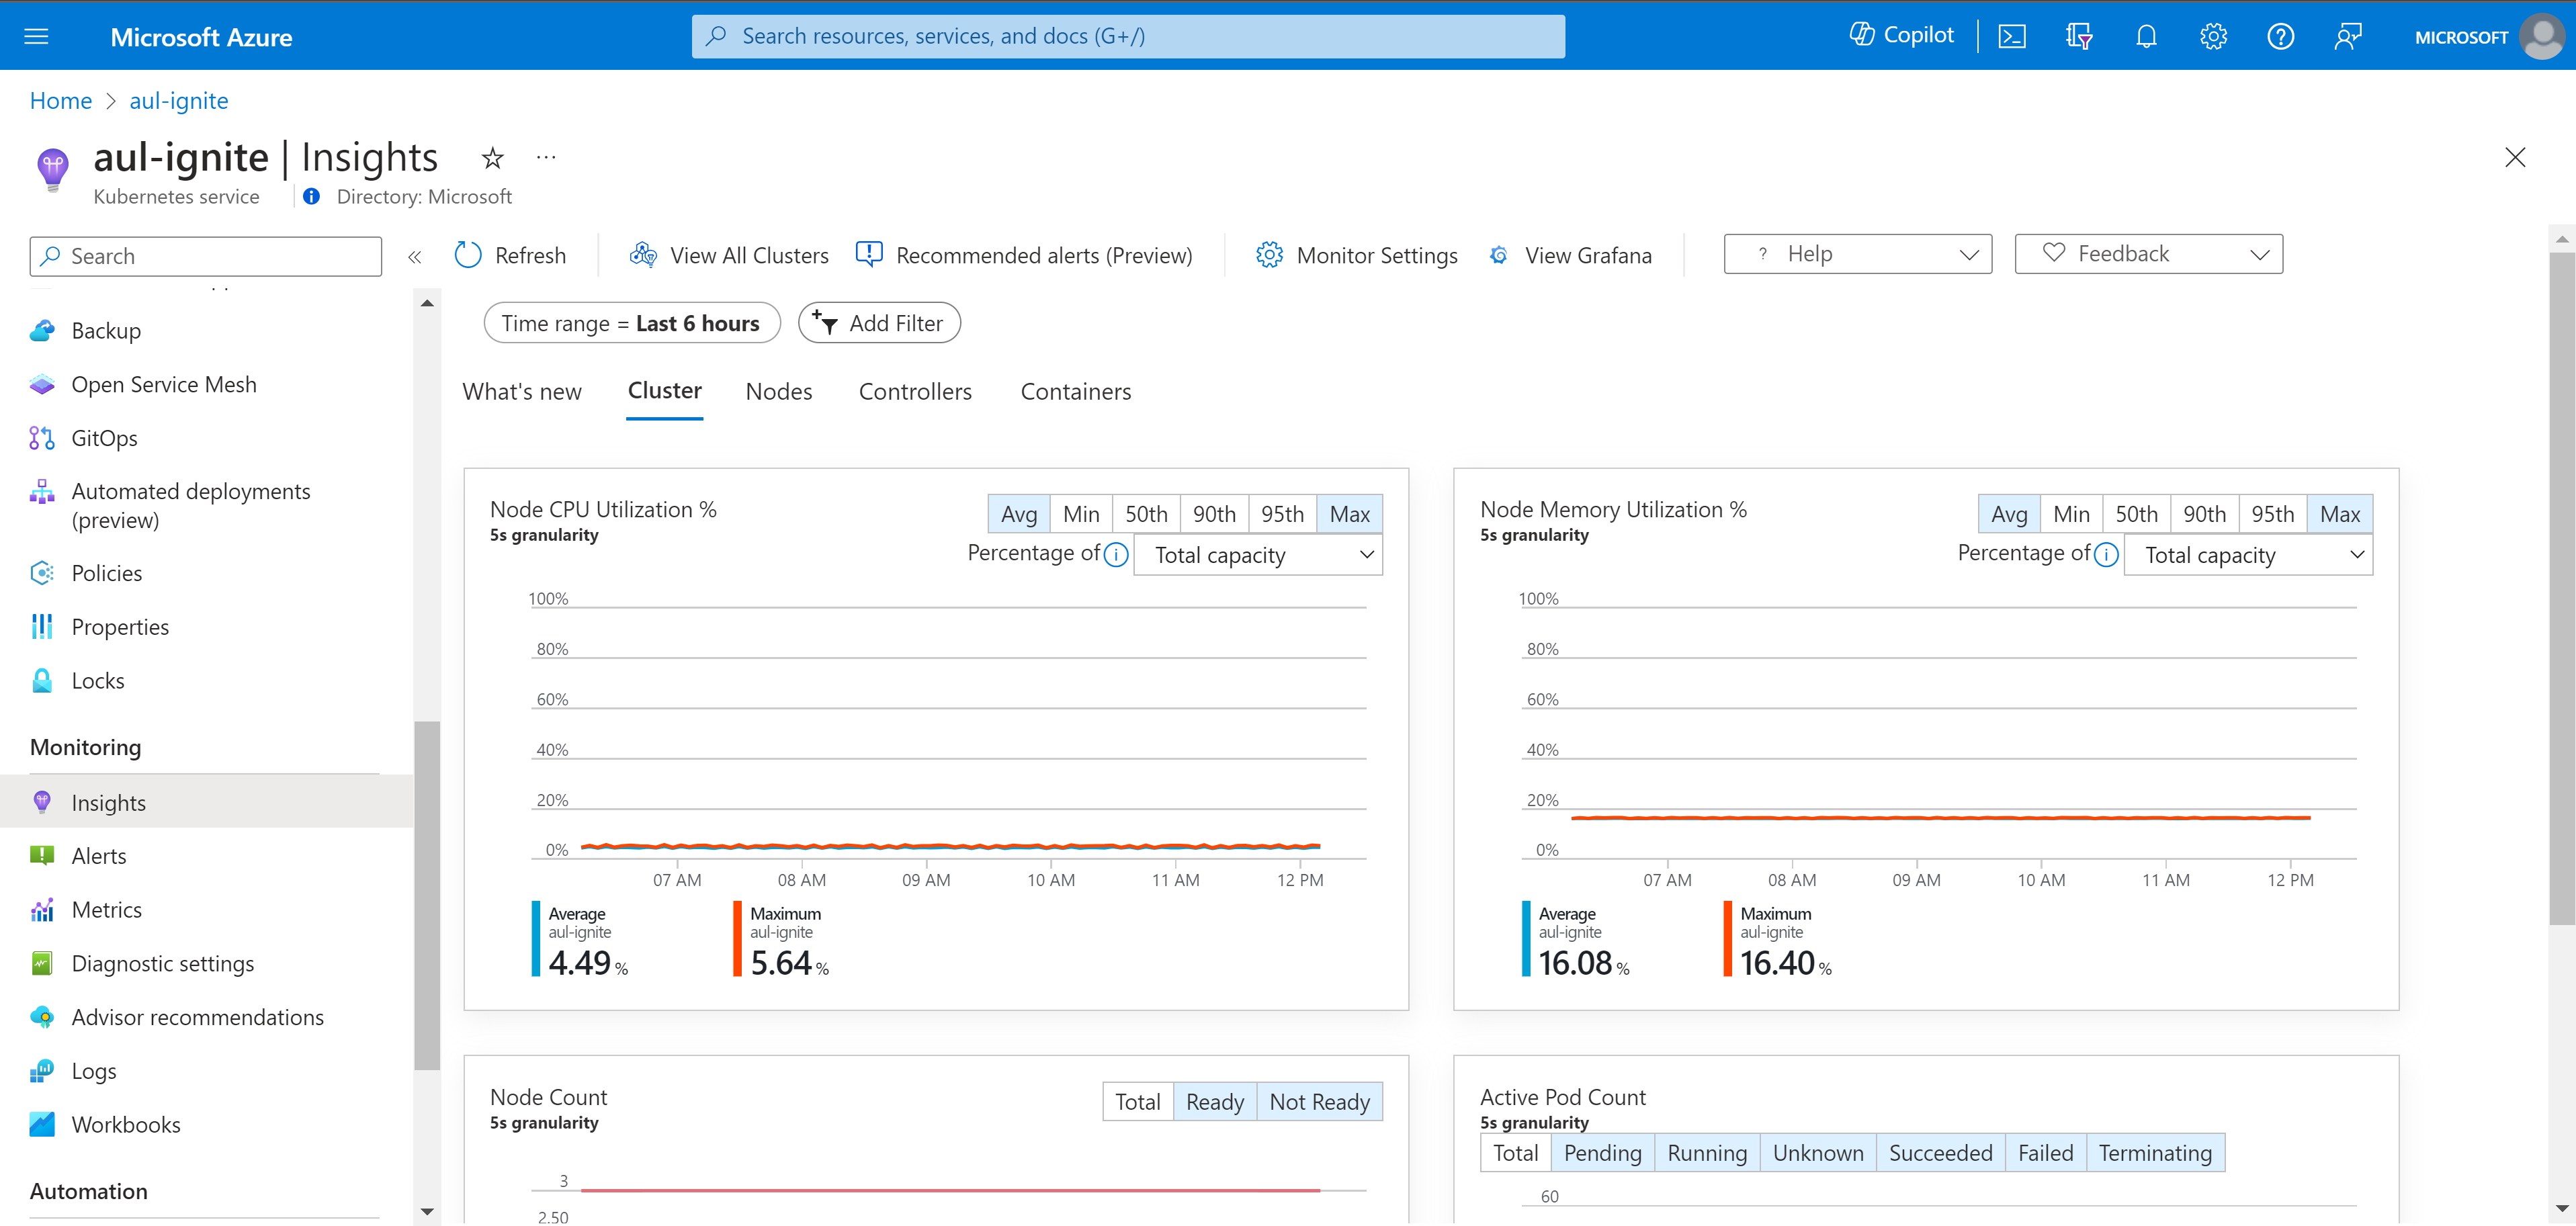 Microsoft Azure
Search resources, services, and docs (G+/)
Copilot
MICROSOFT
Home > aul-ignite
aul-ignite | Insights
Kubernetes service
Directory: Microsoft
Search
«
Refresh
View All Clusters
Recommended alerts (Preview)
Monitor Settings
View Grafana
? Help
Feedback
Backup
Open Service Mesh
GitOps
Automated deployments
(preview)
Policies
Properties
Locks
Monitoring
Insights
Alerts
Metrics
Diagnostic settings
Advisor recommendations
Logs
Workbooks
Automation
Time range = Last 6 hours
Add Filter
What's new
Cluster
Nodes
Controllers
Containers
Node CPU Utilization %
5s granularity
Avg Min 50th 90th 95th Max
Percentage of Total capacity
100%
80%
60%
40%
20%
0%
07 AM 08 AM 09 AM 10 AM 11 AM 12 PM
Average
aul-ignite
4.49 %
Maximum
aul-ignite
5.64 %
Node Memory Utilization %
5s granularity
Avg Min 50th 90th 95th Max
Percentage of Total capacity
100%
80%
60%
40%
20%
0%
07 AM 08 AM 09 AM 10 AM 11 AM 12 PM
Average
aul-ignite
16.08 %
Maximum
aul-ignite
16.40 %
Node Count
5s granularity
Total Ready Not Ready
3
2.50
Active Pod Count
5s granularity
Total Pending Running Unknown Succeeded Failed Terminating
60